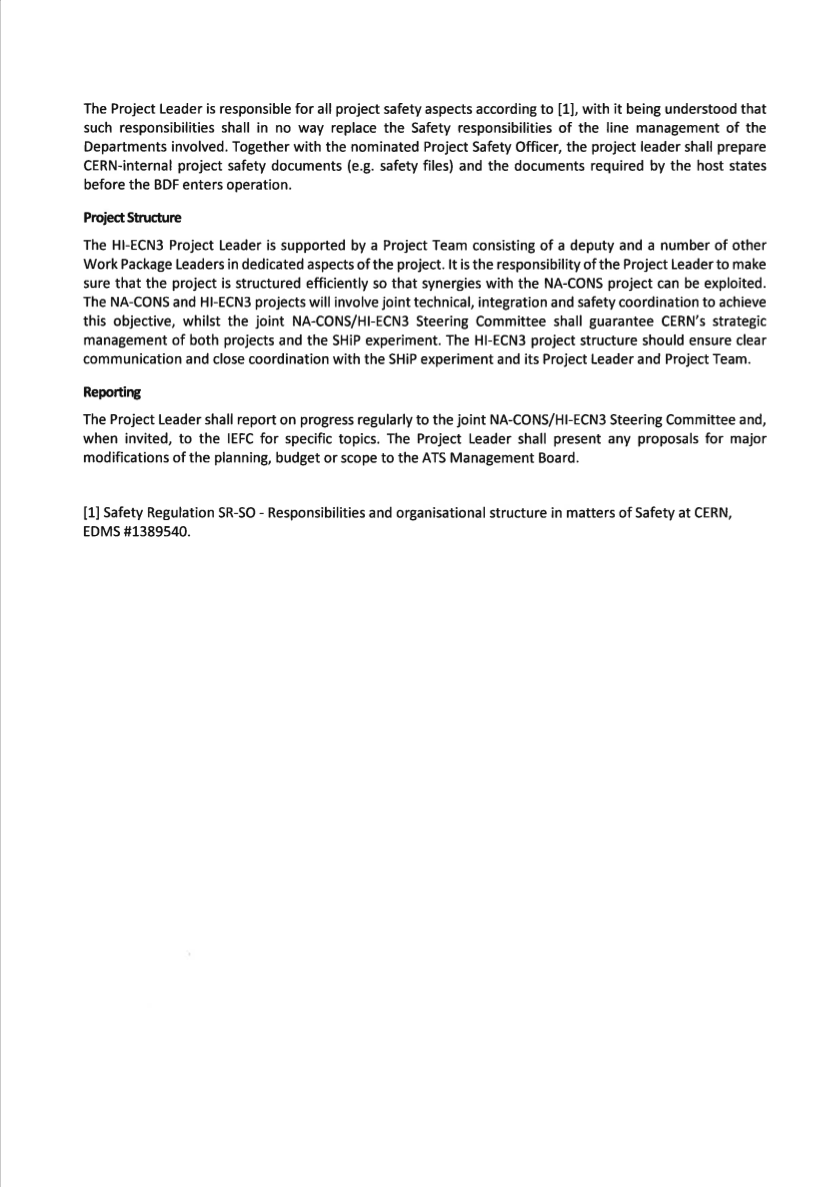 The Project Leader is responsible for all project safety aspects according to [1], with it being understood that
such responsibilities shall in no way replace the Safety responsibilities of the line management of the
Departments involved. Together with the nominated Project Safety Officer, the project leader shall prepare
CERN-internal project safety documents (e.g. safety files) and the documents required by the host states
before the BDF enters operation.
Project Structure
The HI-ECN3 Project Leader is supported by a Project Team consisting of a deputy and a number of other
Work Package Leaders in dedicated aspects of the project. It is the responsibility of the Project Leader to make
sure that the project is structured efficiently so that synergies with the NA-CONS project can be exploited.
The NA-CONS and HI-ECN3 projects will involve joint technical, integration and safety coordination to achieve
this objective, whilst the joint NA-CONS/HI-ECN3 Steering Committee shall guarantee CERN's strategic
management of both projects and the SHiP experiment. The HI-ECN3 project structure should ensure clear
communication and close coordination with the SHiP experiment and its Project Leader and Project Team.
Reporting
The Project Leader shall report on progress regularly to the joint NA-CONS/HI-ECN3 Steering Committee and,
when invited, to the IEFC for specific topics. The Project Leader shall present any proposals for major
modifications of the planning, budget or scope to the ATS Management Board.
[1] Safety Regulation SR-SO - Responsibilities and organisational structure in matters of Safety at CERN,
EDMS #1389540.